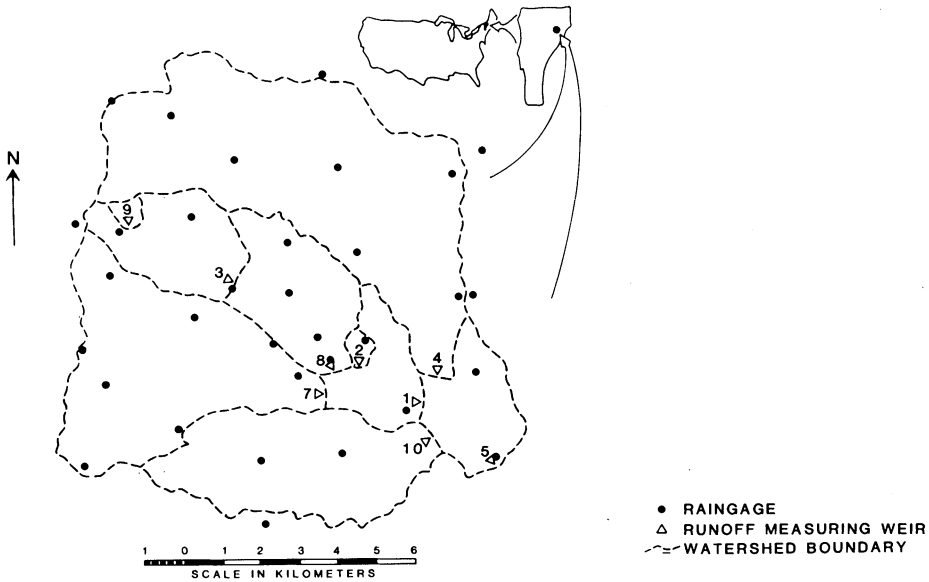 N
9
3
8
2
4
7
1
10
5
1 0 1 2 3 4 5 6
SCALE IN KILOMETERS
RAINGAGE
RUNOFF MEASURING WEIR
WATERSHED BOUNDARY